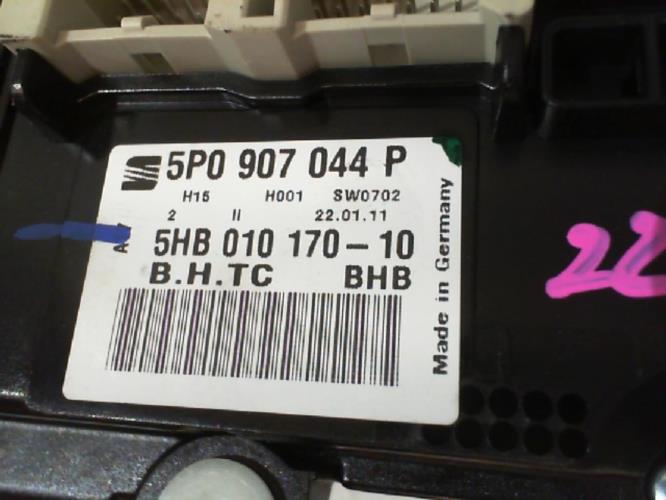 5P0 907 044 P
H15 H001 SW0702
2 II 22.01.11
5HB 010 170-10
B.H.TC BHB
Made in Germany
22